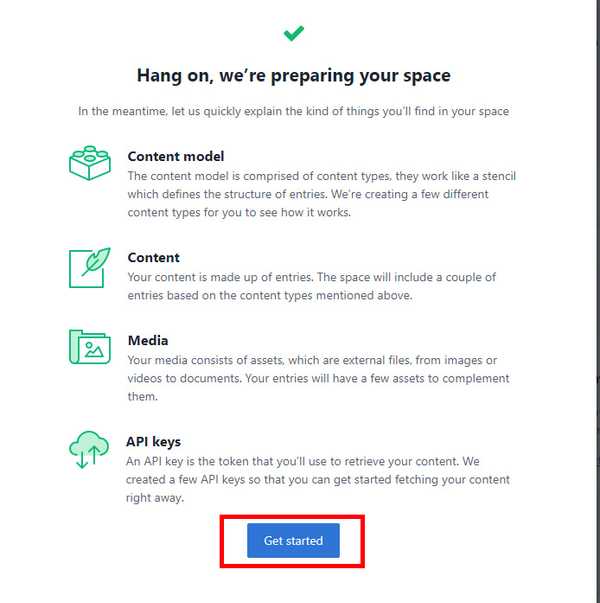 Hang on, we're preparing your space
In the meantime, let us quickly explain the kind of things you'll find in your space
Content model
The content model is comprised of content types, they work like a stencil
which defines the structure of entries. We're creating a few different
content types for you to see how it works.
Content
Your content is made up of entries. The space will include a couple of
entries based on the content types mentioned above.
Media
Your media consists of assets, which are external files, from images or
videos to documents. Your entries will have a few assets to complement
them.
API keys
An API key is the token that you'll use to retrieve your content. We
created a few API keys so that you can get started fetching your content
right away.
Get started